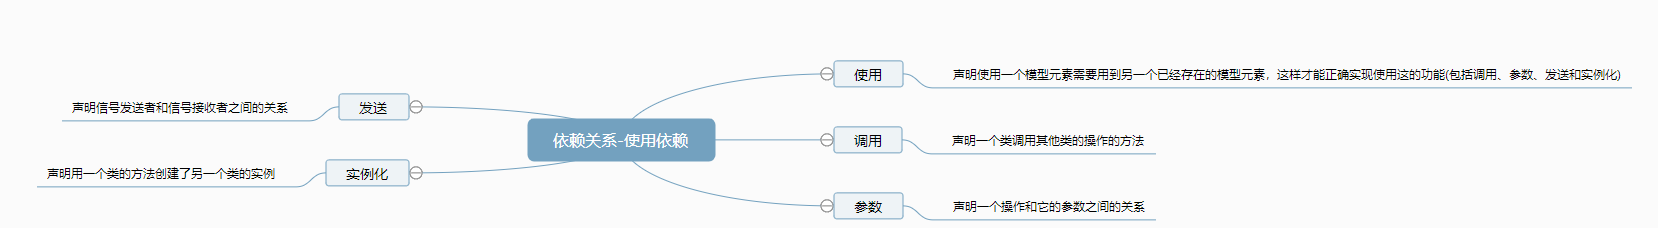 依赖关系-使用依赖
使用
声明使用一个模型元素需要用到另一个已经存在的模型元素，这样才能正确实现使用这的功能(包括调用、参数、发送和实例化)
调用
声明一个类调用其他类的操作的方法
参数
声明一个操作和它的参数之间的关系
发送
声明信号发送者和信号接收者之间的关系
实例化
声明用一个类的方法创建了另一个类的实例